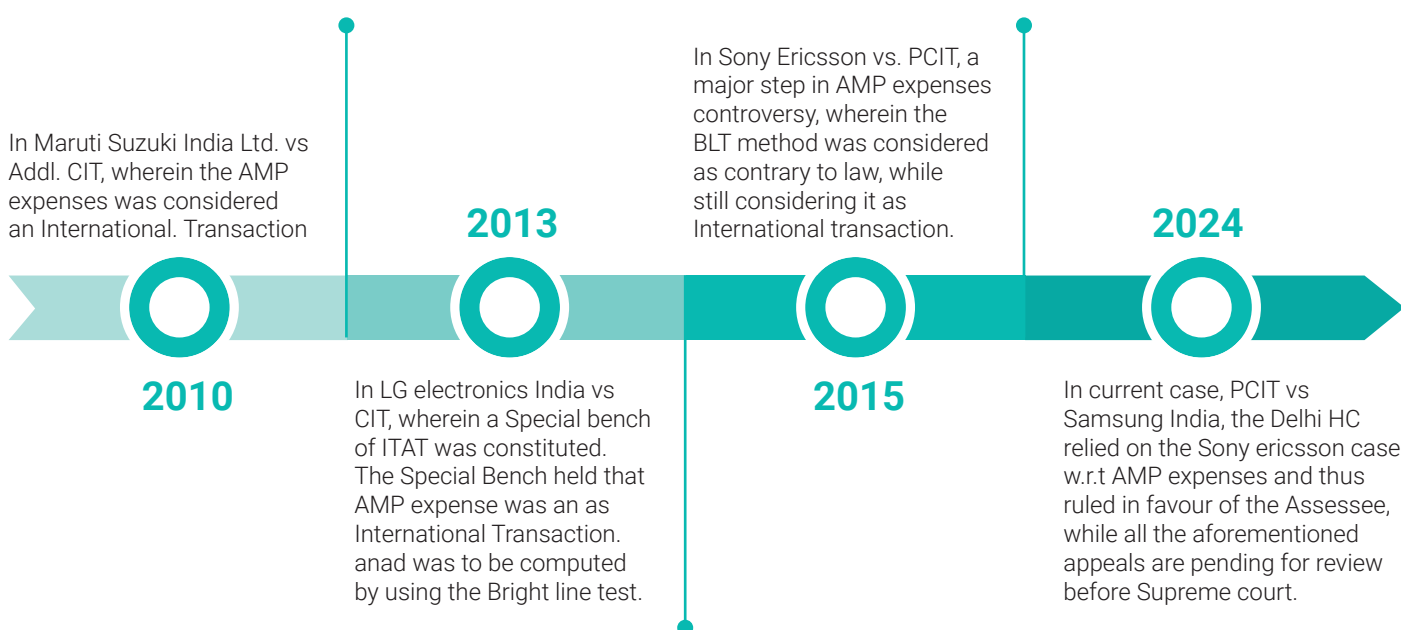 In Maruti Suzuki India Ltd. vs
Addl. CIT, wherein the AMP
expenses was considered
an International. Transaction
2010
2013
In LG electronics India vs
CIT, wherein a Special bench
of ITAT was constituted.
The Special Bench held that
AMP expense was an as
International Transaction.
anad was to be computed
by using the Bright line test.
In Sony Ericsson vs. PCIT, a
major step in AMP expenses
controversy, wherein the
BLT method was considered
as contrary to law, while
still considering it as
International transaction.
2015
2024
In current case, PCIT vs
Samsung India, the Delhi HC
relied on the Sony ericsson case
w.r.t AMP expenses and thus
ruled in favour of the Assessee,
while all the aforementioned
appeals are pending for review
before Supreme court.